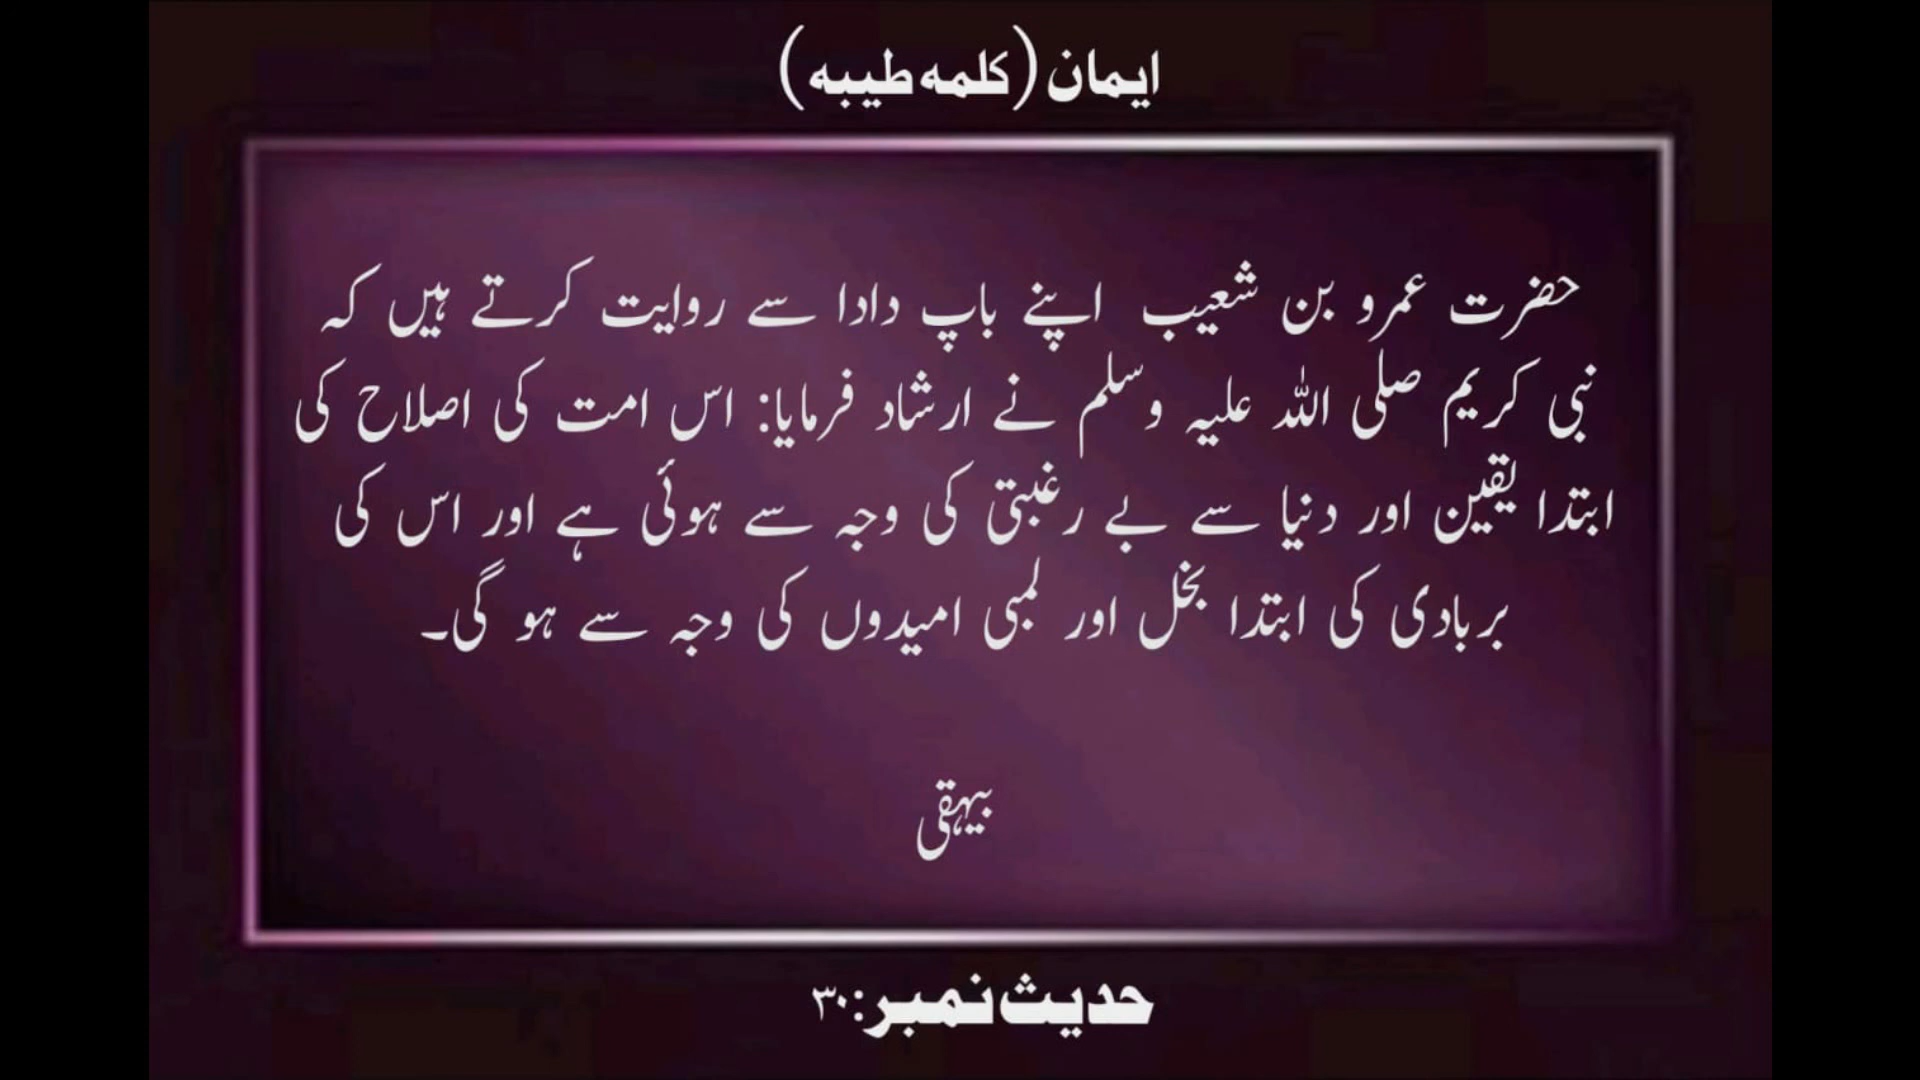 ایمان (کلمہ طیبہ)
حضرت عمرو بن شعیب اپنے باپ دادا سے روایت کرتے ہیں کہ
نبی کریم صلی اللہ علیہ وسلم نے ارشاد فرمایا: اس امت کی اصلاح کی
ابتدا یقین اور دنیا سے بے رغبتی کی وجہ سے ہوئی ہے اور اس کی
بربادی کی ابتدا بخل اور لمبی امیدوں کی وجہ سے ہو گی۔
بیہقی
حدیث نمبر:۳۰